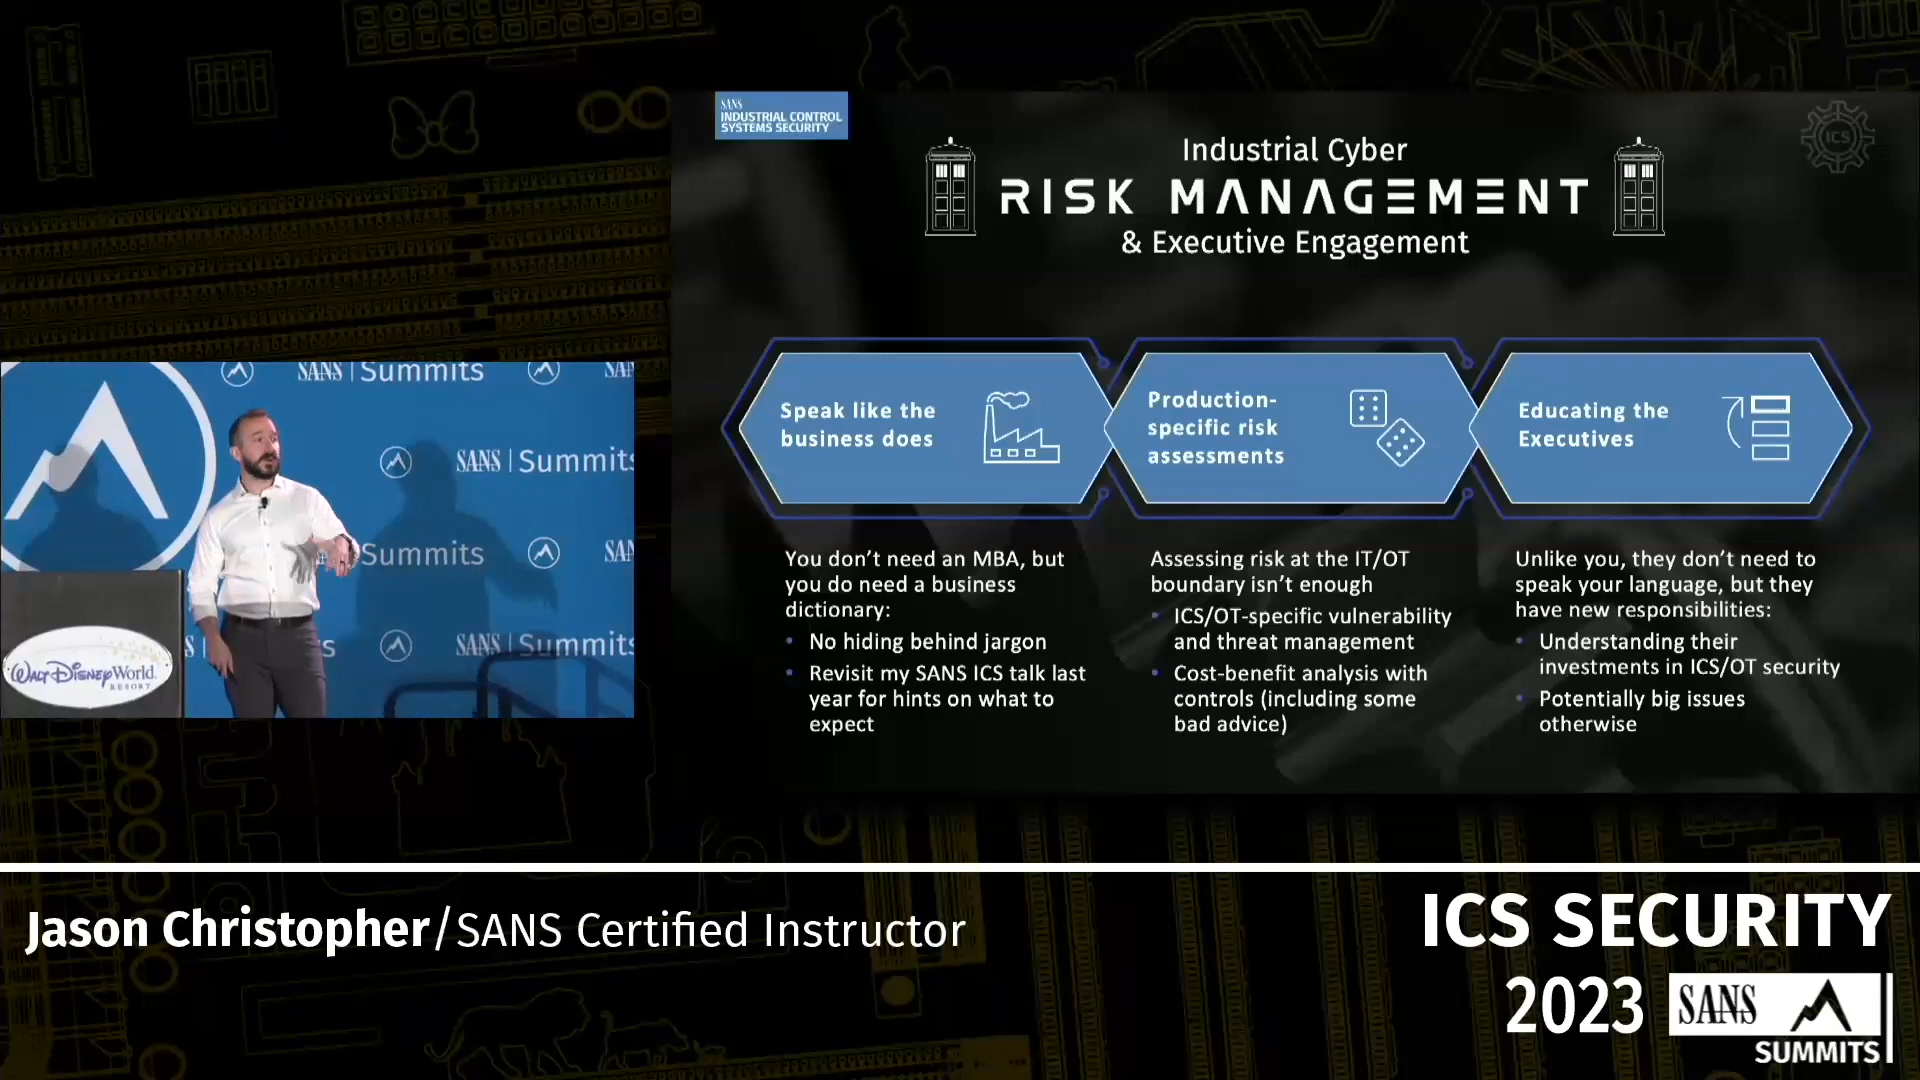 SANS
INDUSTRIAL CONTROL
SYSTEMS SECURITY
ICS
Industrial Cyber
RISK MANAGEMENT
& Executive Engagement
Speak like the
business does
Production-
specific risk
assessments
Educating the
Executives
You don't need an MBA, but
you do need a business
dictionary:
• No hiding behind jargon
• Revisit my SANS ICS talk last
year for hints on what to
expect
Assessing risk at the IT/OT
boundary isn't enough
• ICS/OT-specific vulnerability
and threat management
• Cost-benefit analysis with
controls (including some
bad advice)
Unlike you, they don't need to
speak your language, but they
have new responsibilities:
• Understanding their
investments in ICS/OT security
• Potentially big issues
otherwise
SANS | Summits
SAN
SANS | Summits
Summits
SAN
S
s
SANS | Summits
Walt Disney World
RESORT
Jason Christopher/SANS Certified Instructor
ICS SECURITY
2023
SANS
SUMMITS